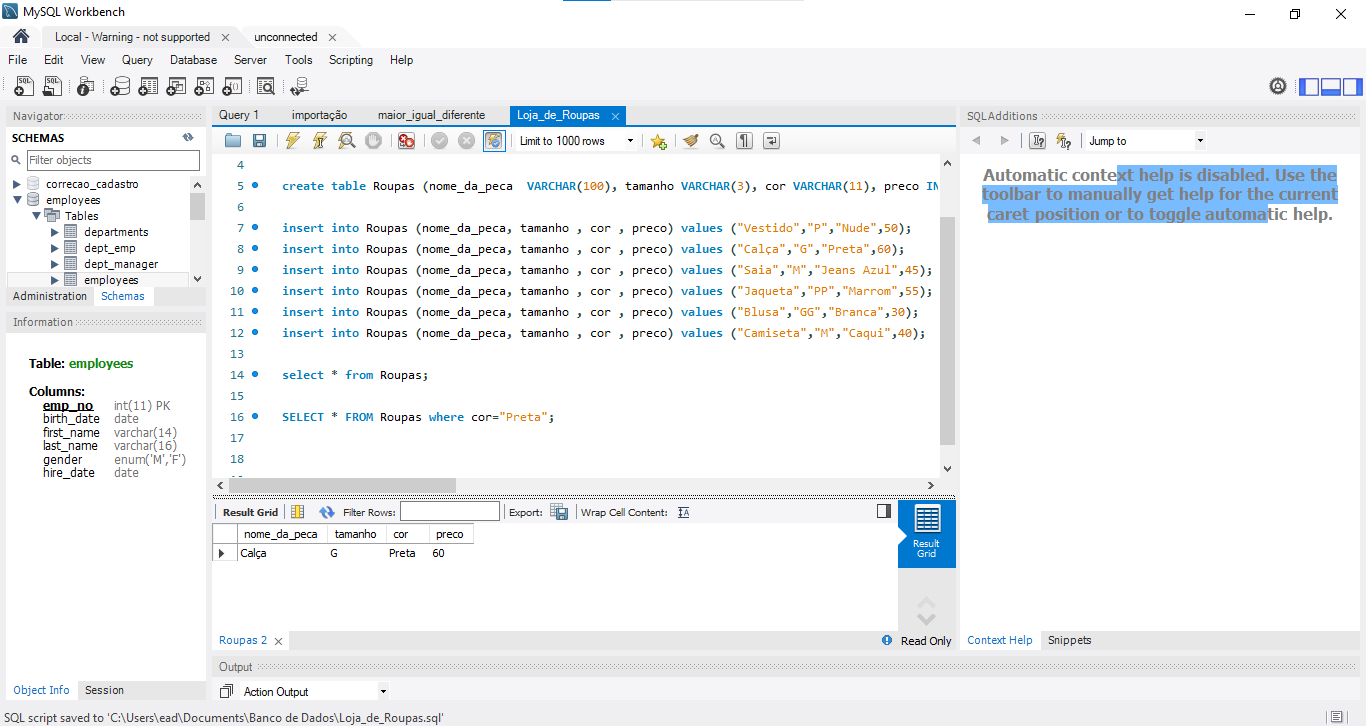 MySQL Workbench
Local - Warning - not supported
unconnected
File Edit View Query Database Server Tools Scripting Help
Navigator
SCHEMAS
Filter objects
correcao_cadastro
employees
Tables
departments
dept_emp
dept_manager
employees
Administration Schemas
Information
Table: employees
Columns:
emp_no int(11) PK
birth_date date
first_name varchar(14)
last_name varchar(16)
gender enum('M','F')
hire_date date
Object Info Session
Query 1 importação maior_igual_diferente Loja_de_Roupas
Limit to 1000 rows
4
5 create table Roupas (nome_da_peca  VARCHAR(100), tamanho VARCHAR(3), cor VARCHAR(11), preco IN
6
7 insert into Roupas (nome_da_peca, tamanho , cor , preco) values ("Vestido","P","Nude",50);
8 insert into Roupas (nome_da_peca, tamanho , cor , preco) values ("Calça","G","Preta",60);
9 insert into Roupas (nome_da_peca, tamanho , cor , preco) values ("Saia","M","Jeans Azul",45);
10 insert into Roupas (nome_da_peca, tamanho , cor , preco) values ("Jaqueta","PP","Marrom",55);
11 insert into Roupas (nome_da_peca, tamanho , cor , preco) values ("Blusa","GG","Branca",30);
12 insert into Roupas (nome_da_peca, tamanho , cor , preco) values ("Camiseta","M","Caqui",40);
13
14 select * from Roupas;
15
16 SELECT * FROM Roupas where cor="Preta";
17
18
Result Grid Filter Rows: Export: Wrap Cell Content:
nome_da_peca tamanho cor preco
Calça G Preta 60
Result
Grid
Roupas 2
Read Only
Output
Action Output
SQLAdditions
Jump to
Automatic context help is disabled. Use the
toolbar to manually get help for the current
caret position or to toggle automatic help.
Context Help Snippets
SQL script saved to 'C:\Users\ead\Documents\Banco de Dados\Loja_de_Roupas.sql'